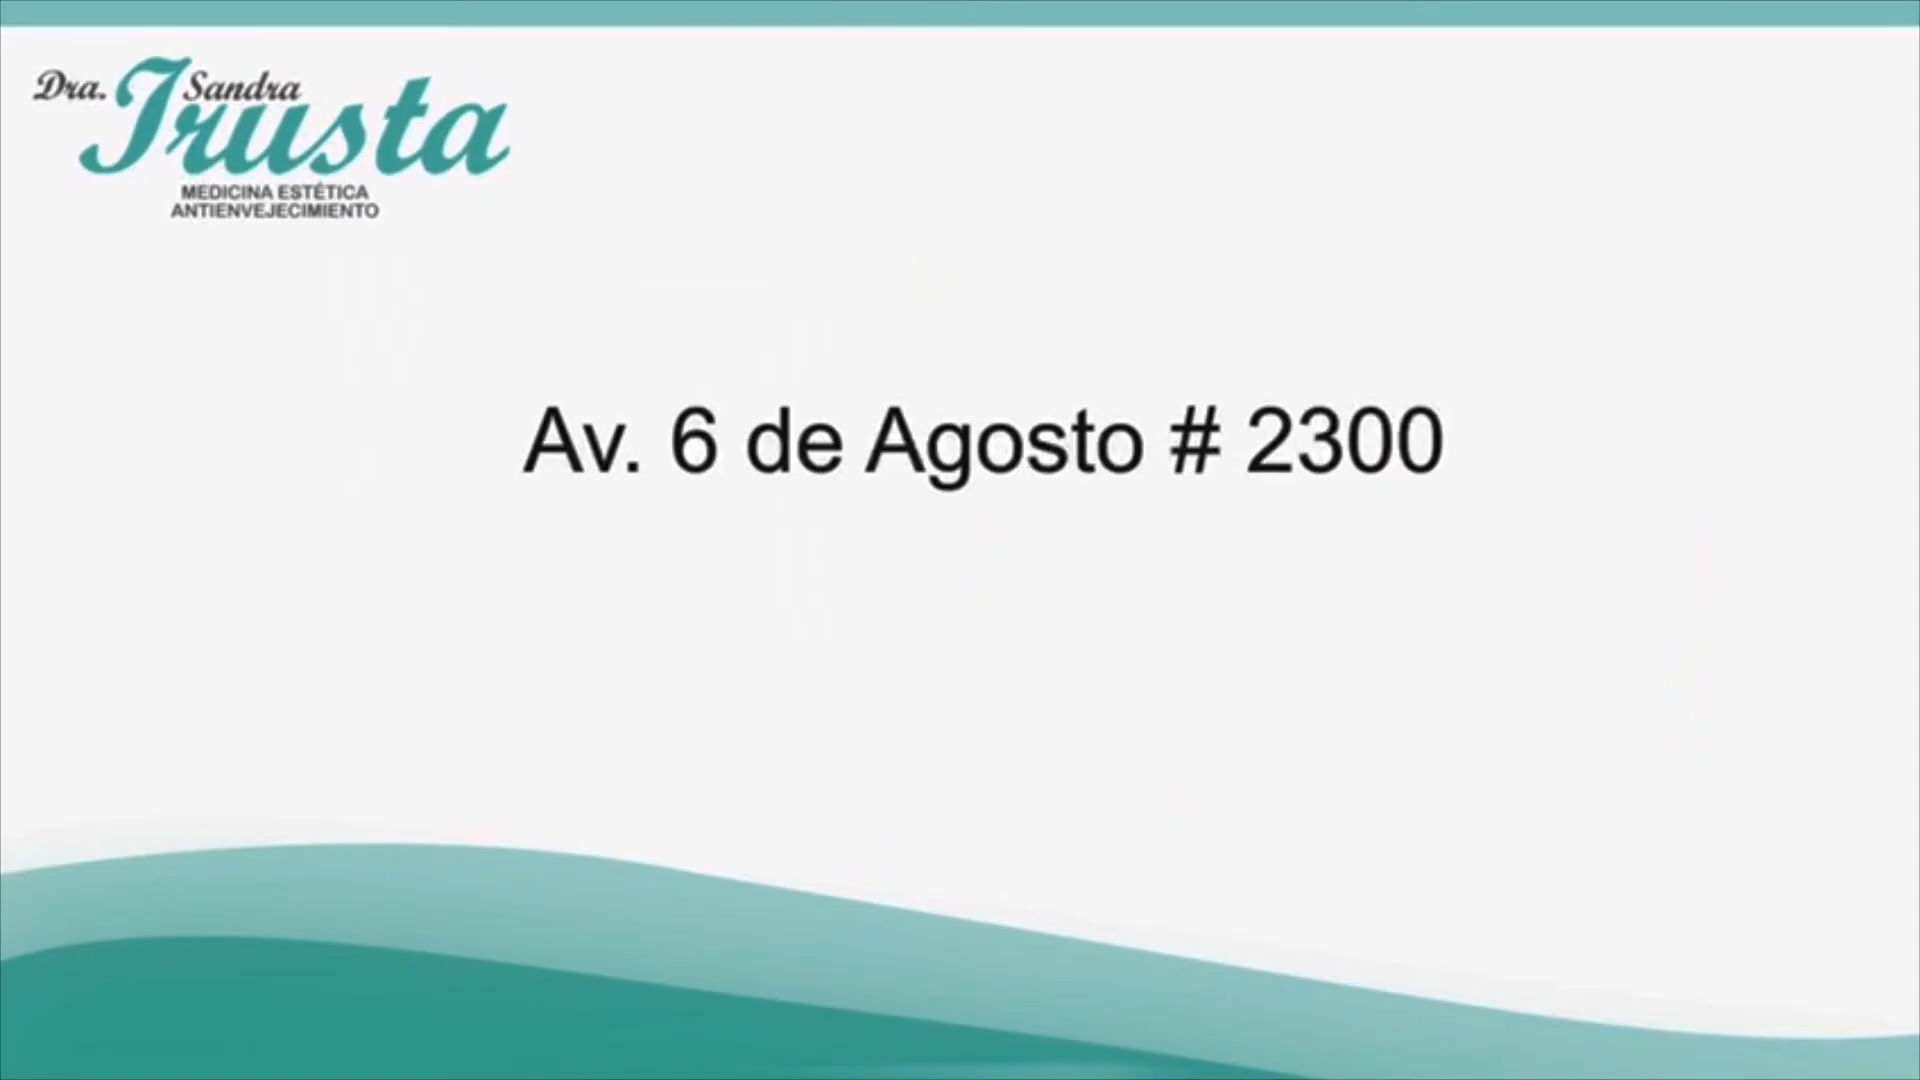 Dra. Sandra
Irusta
MEDICINA ESTÉTICA
ANTIENVEJECIMIENTO
Av. 6 de Agosto # 2300